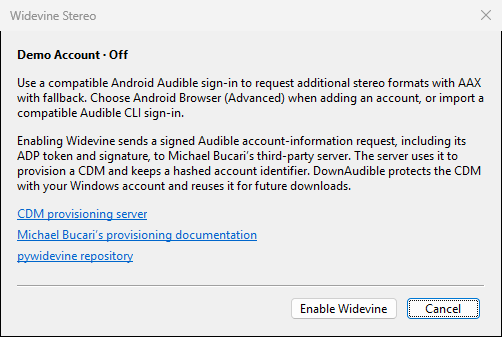 Widevine Stereo
Demo Account · Off
Use a compatible Android Audible sign-in to request additional stereo formats with AAX
with fallback. Choose Android Browser (Advanced) when adding an account, or import a
compatible Audible CLI sign-in.
Enabling Widevine sends a signed Audible account-information request, including its
ADP token and signature, to Michael Bucari's third-party server. The server uses it to
provision a CDM and keeps a hashed account identifier. DownAudible protects the CDM
with your Windows account and reuses it for future downloads.
CDM provisioning server
Michael Bucari's provisioning documentation
pywidevine repository
Enable Widevine
Cancel